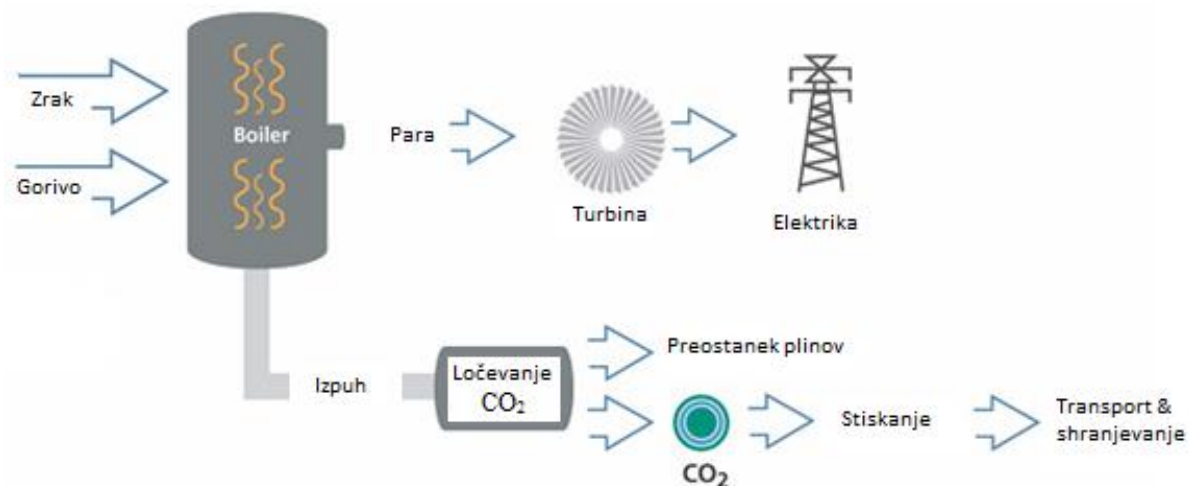 Zrak
Boiler
Gorivo
Para
Turbina
Elektrika
Izpuh
Ločevanje
CO₂
Preostanek plinov
CO₂
Stiskanje
Transport &
shranjevanje